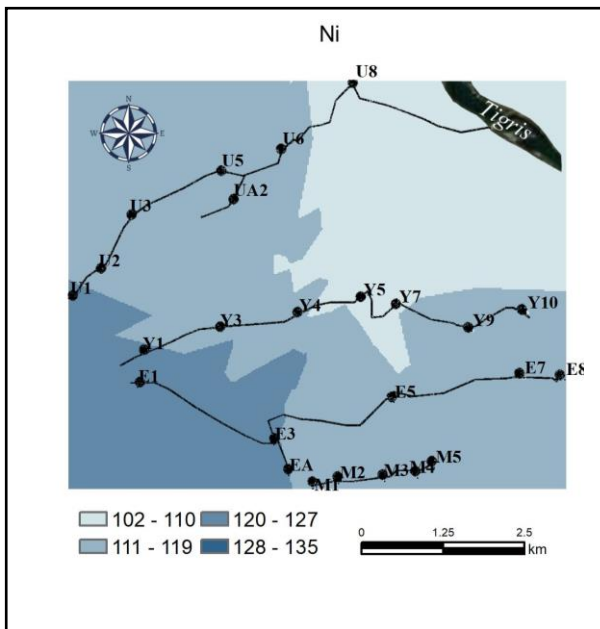 Ni
U8
N
Tigris
W E
U6
S
U5
UA2
U3
U2
U1
Y5
Y7
Y10
Y4
Y3
Y9
Y1
E1
E7
E8
E5
E3
EA
M5
M2
M3
M4
M1
102 - 110 120 - 127
111 - 119 128 - 135
0 1.25 2.5
km